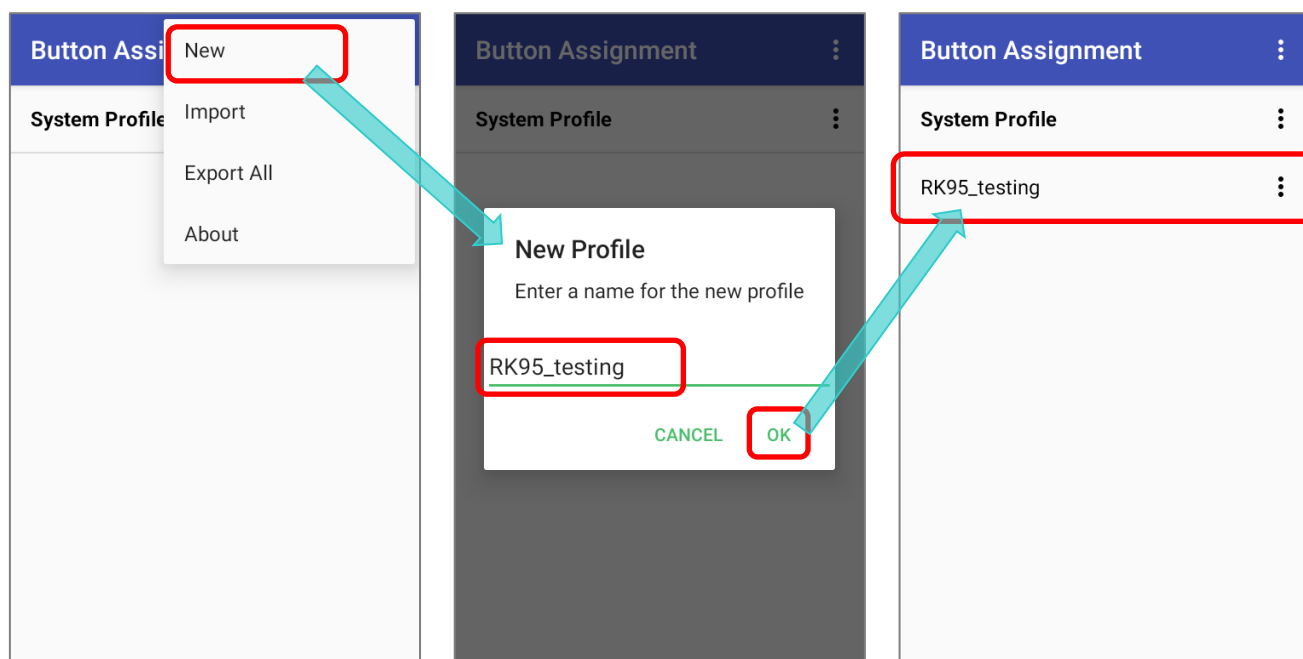 Button Assi
New
System Profile
Import
Export All
About
Button Assignment
System Profile
New Profile
Enter a name for the new profile
RK95_testing
CANCEL
OK
Button Assignment
System Profile
RK95_testing